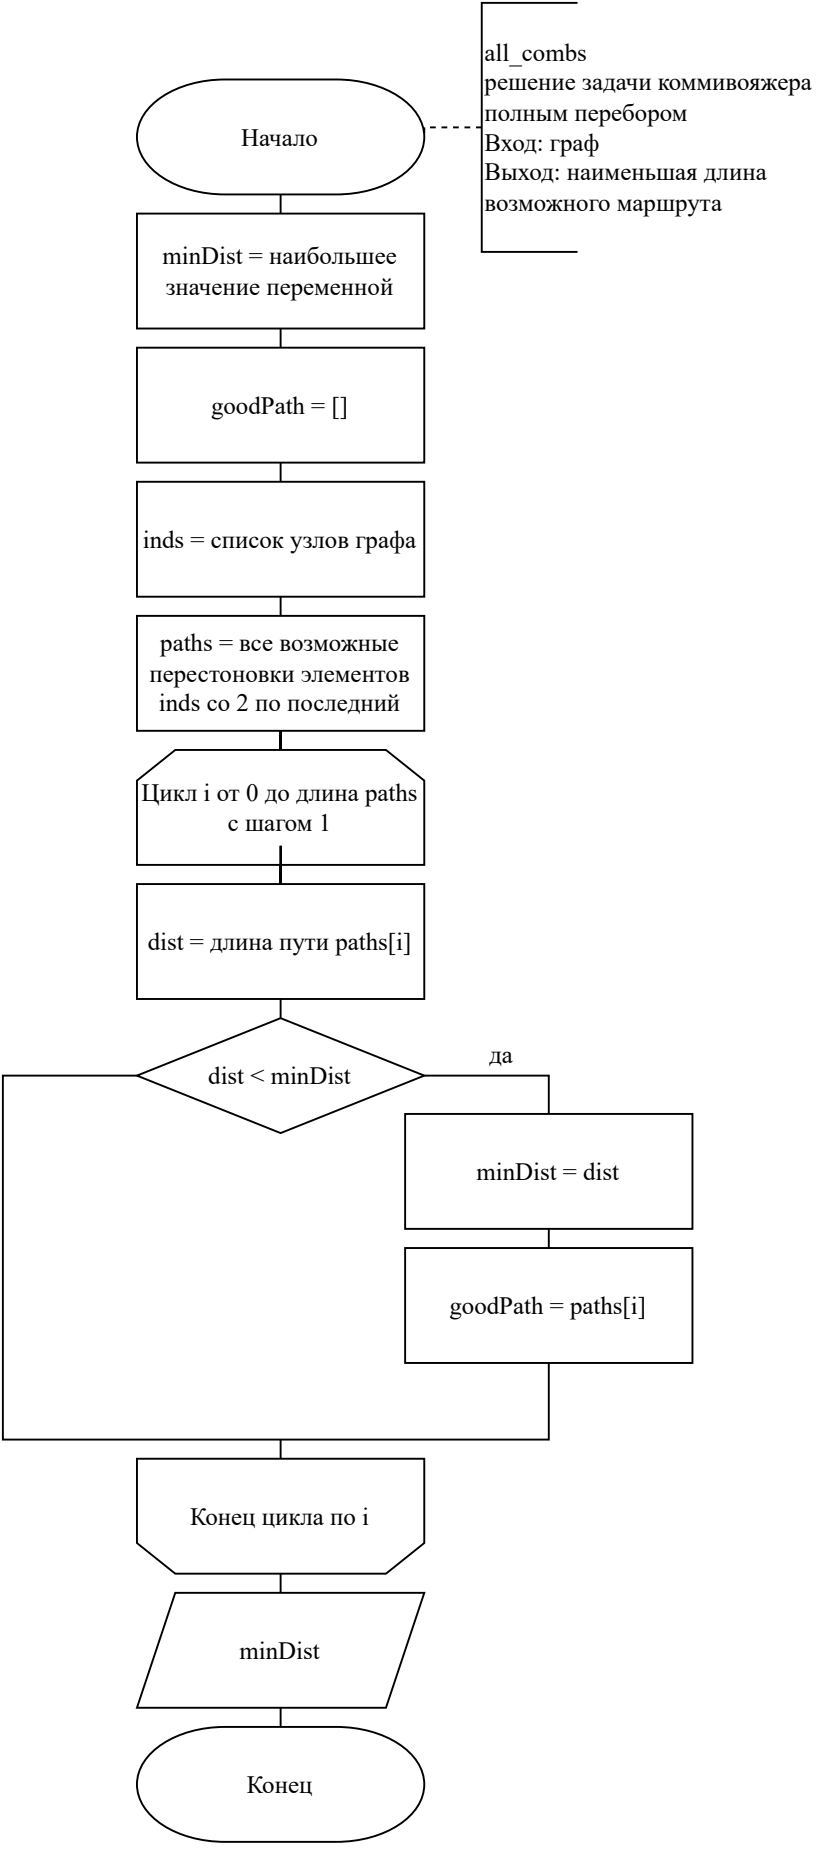 all_combs
решение задачи коммивояжера
полным перебором
Вход: граф
Выход: наименьшая длина
возможного маршрута
Начало
minDist = наибольшее
значение переменной
goodPath = []
inds = список узлов графа
paths = все возможные
перестоновки элементов
inds со 2 по последний
Цикл i от 0 до длина paths
с шагом 1
dist = длина пути paths[i]
dist < minDist
да
minDist = dist
goodPath = paths[i]
Конец цикла по i
minDist
Конец